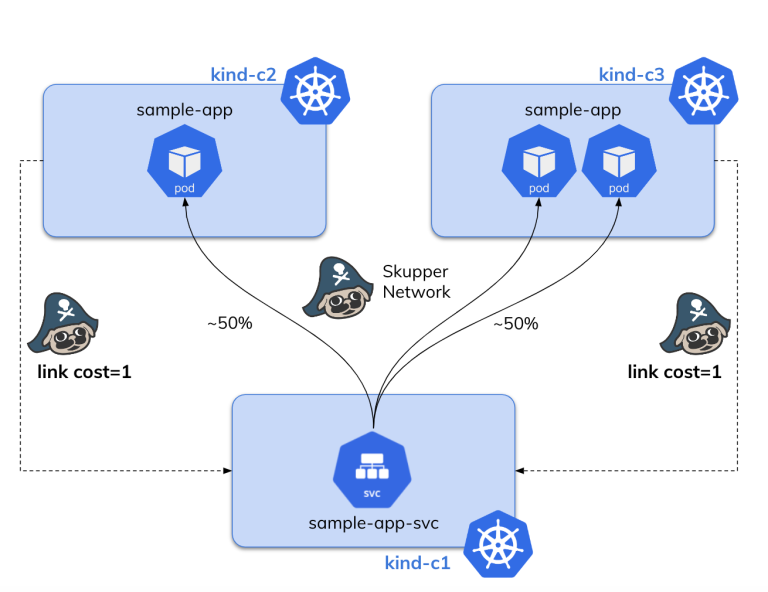 kind-c2
kind-c3
sample-app
sample-app
pod
pod
pod
Skupper
Network
~50%
~50%
link cost=1
link cost=1
svc
sample-app-svc
kind-c1